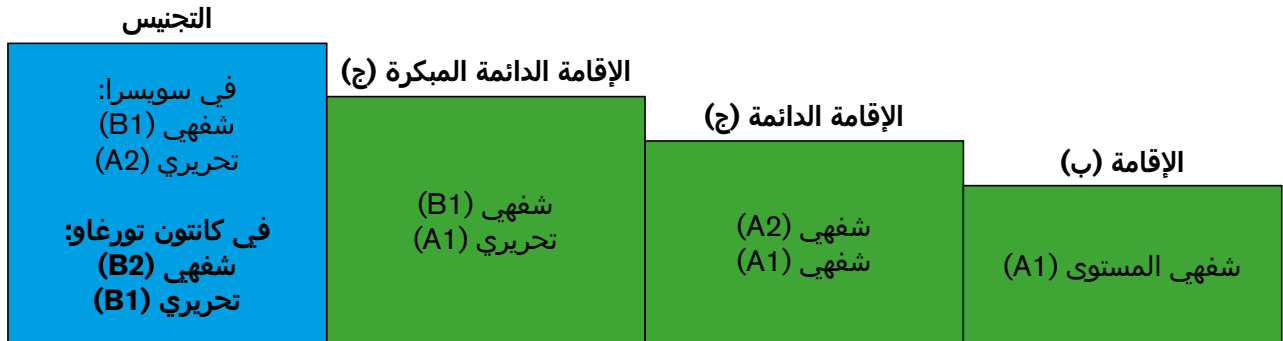 الإقامة (ب)
شفهي المستوى (A1)
الإقامة الدائمة (ج)
شفهي (A2)
شفهي (A1)
الإقامة الدائمة المبكرة (ج)
شفهي (B1)
تحريري (A1)
التجنيس
في سويسرا:
شفهي (B1)
تحريري (A2)
في كانتون تورغاو:
شفهي (B2)
تحريري (B1)